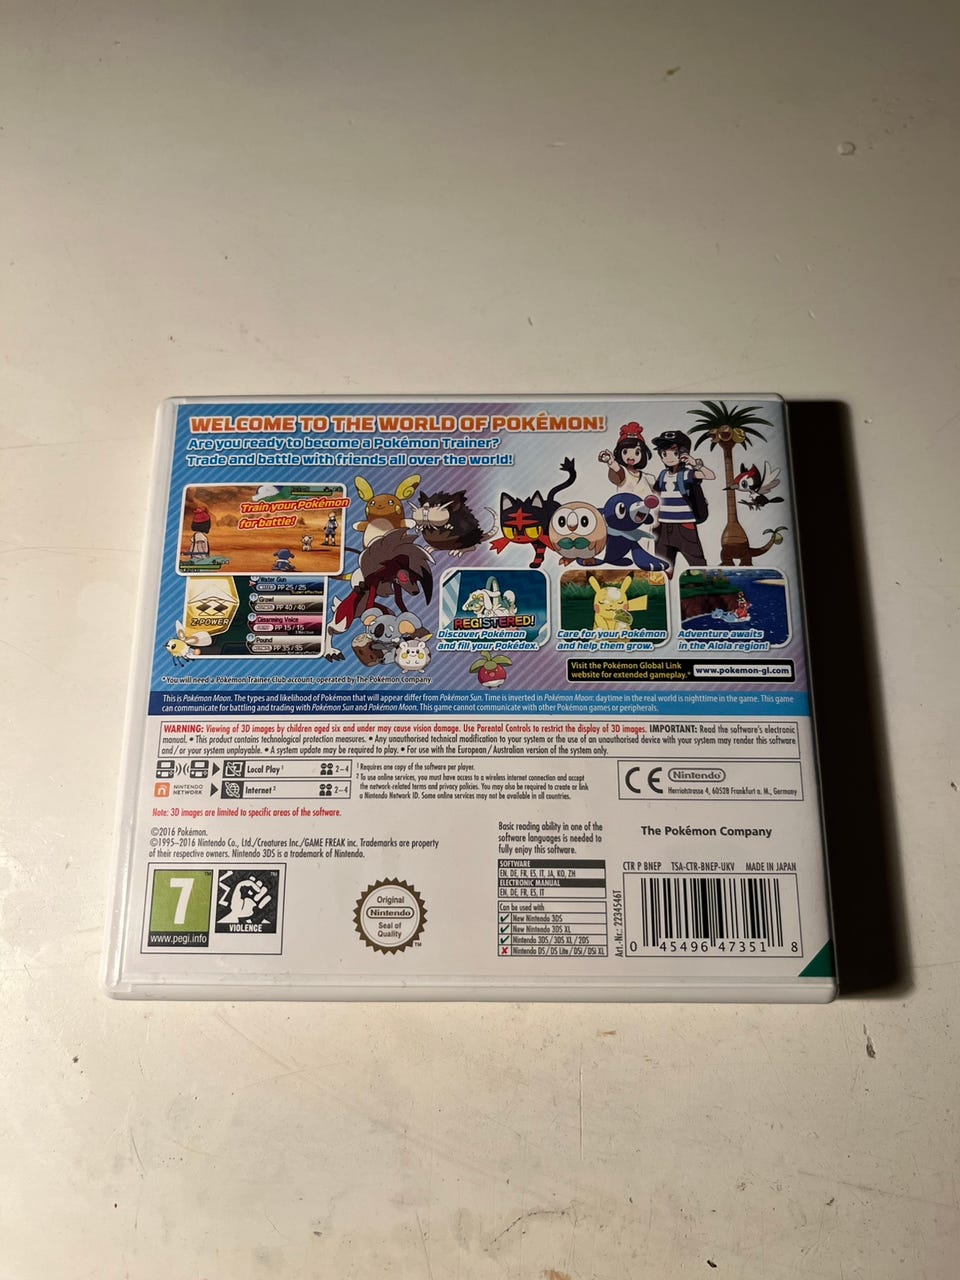 WELCOME TO THE WORLD OF POKÉMON!
Are you ready to become a Pokémon Trainer?
Trade and battle with friends all over the world!
Train your Pokémon
for battle!
Z-POWER
Water Gun
PP 25/25
Super effective
Growl
PP 40/40
Disarming Voice
PP 15/15
Effective
Pound
PP 35/35
REGISTERED!
Discover Pokémon
and fill your Pokédex.
Care for your Pokémon
and help them grow.
Adventure awaits
in the Alola region!
Visit the Pokémon Global Link
website for extended gameplay.*
www.pokemon-gl.com
*You will need a Pokémon Trainer Club account, operated by The Pokémon Company.
This is Pokémon Moon. The types and likelihood of Pokémon that will appear differ from Pokémon Sun. Time is inverted in Pokémon Moon: daytime in the real world is nighttime in the game. This game
can communicate for battling and trading with Pokémon Sun and Pokémon Moon. This game cannot communicate with other Pokémon games or peripherals.
WARNING: Viewing of 3D images by children aged six and under may cause vision damage. Use Parental Controls to restrict the display of 3D images. IMPORTANT: Read the software's electronic
manual. • This product contains technological protection measures. • Any unauthorised technical modification to your system or the use of an unauthorised device with your system may render this software
and/or your system unplayable. • A system update may be required to play. • For use with the European/Australian version of the system only.
Local Play¹
2–4
NINTENDO
NETWORK
Internet²
2–4
¹ Requires one copy of the software per player.
² To use online services, you must have access to a wireless internet connection and accept
the network-related terms and privacy policies. You may also be required to create or link
a Nintendo Network ID. Some online services may not be available in all countries.
CE
Nintendo®
Herriotstrasse 4, 60528 Frankfurt a. M., Germany
Note: 3D images are limited to specific areas of the software.
©2016 Pokémon.
©1995–2016 Nintendo Co., Ltd./Creatures Inc./GAME FREAK inc. Trademarks are property
of their respective owners. Nintendo 3DS is a trademark of Nintendo.
Basic reading ability in one of the
software languages is needed to
fully enjoy this software.
The Pokémon Company
SOFTWARE
EN, DE, FR, ES, IT, JA, KO, ZH
ELECTRONIC MANUAL
EN, DE, FR, ES, IT
Can be used with
New Nintendo 3DS
New Nintendo 3DS XL
Nintendo 3DS/3DS XL/2DS
Nintendo DS/DS Lite/DSi/DSi XL
CTR P BNEP TSA-CTR-BNEP-UKV MADE IN JAPAN
Art.-Nr.: 2234546T
0 45496 47351 8
7
www.pegi.info
VIOLENCE
Original
Nintendo®
Seal of
Quality
TM